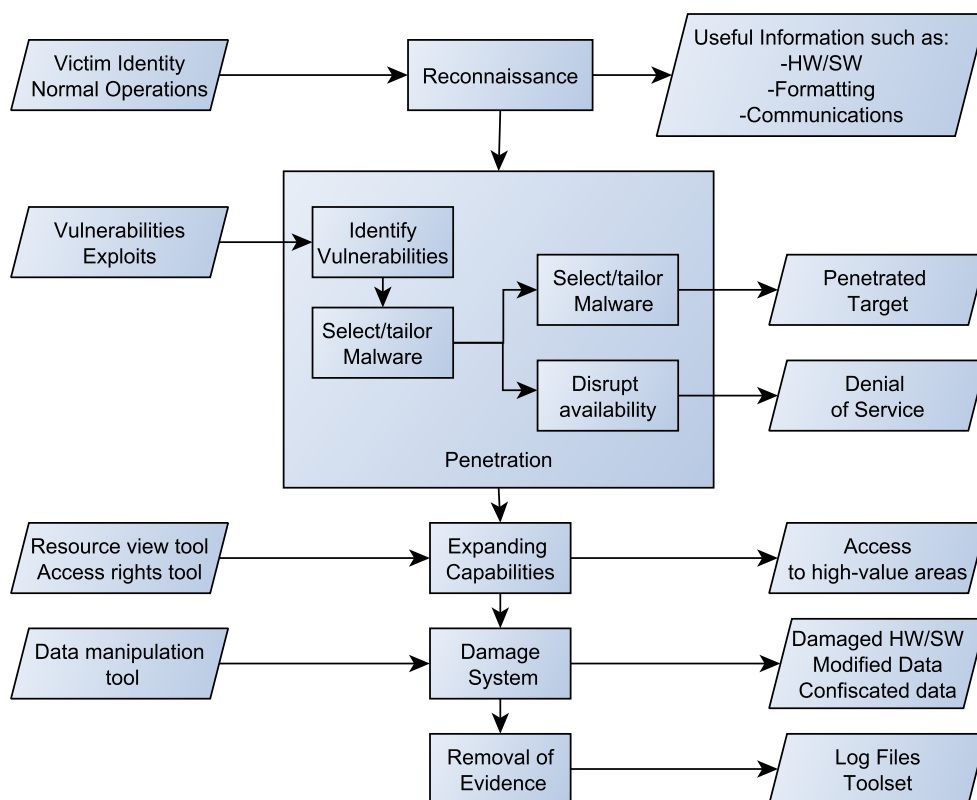 Victim Identity
Normal Operations
Reconnaissance
Useful Information such as:
-HW/SW
-Formatting
-Communications
Vulnerabilities
Exploits
Identify
Vulnerabilities
Select/tailor
Malware
Select/tailor
Malware
Disrupt
availability
Penetration
Penetrated
Target
Denial
of Service
Resource view tool
Access rights tool
Expanding
Capabilities
Access
to high-value areas
Data manipulation
tool
Damage
System
Damaged HW/SW
Modified Data
Confiscated data
Removal of
Evidence
Log Files
Toolset